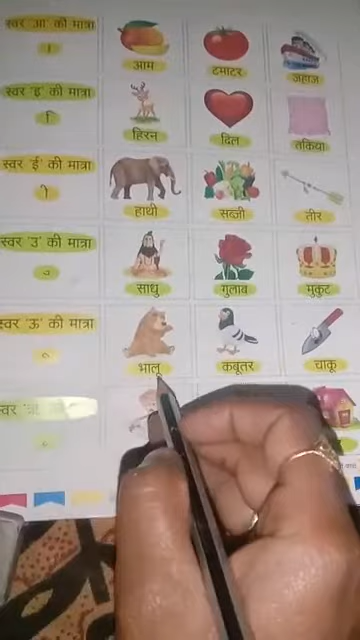 स्वर 'आ' की मात्रा
ा
आम
टमाटर
जहाज
स्वर 'इ' की मात्रा
ि
हिरन
दिल
तकिया
स्वर 'ई' की मात्रा
ी
हाथी
सब्ज़ी
तीर
स्वर 'उ' की मात्रा
ु
साधु
गुलाब
मुकुट
स्वर 'ऊ' की मात्रा
ू
भालू
कबूतर
चाकू